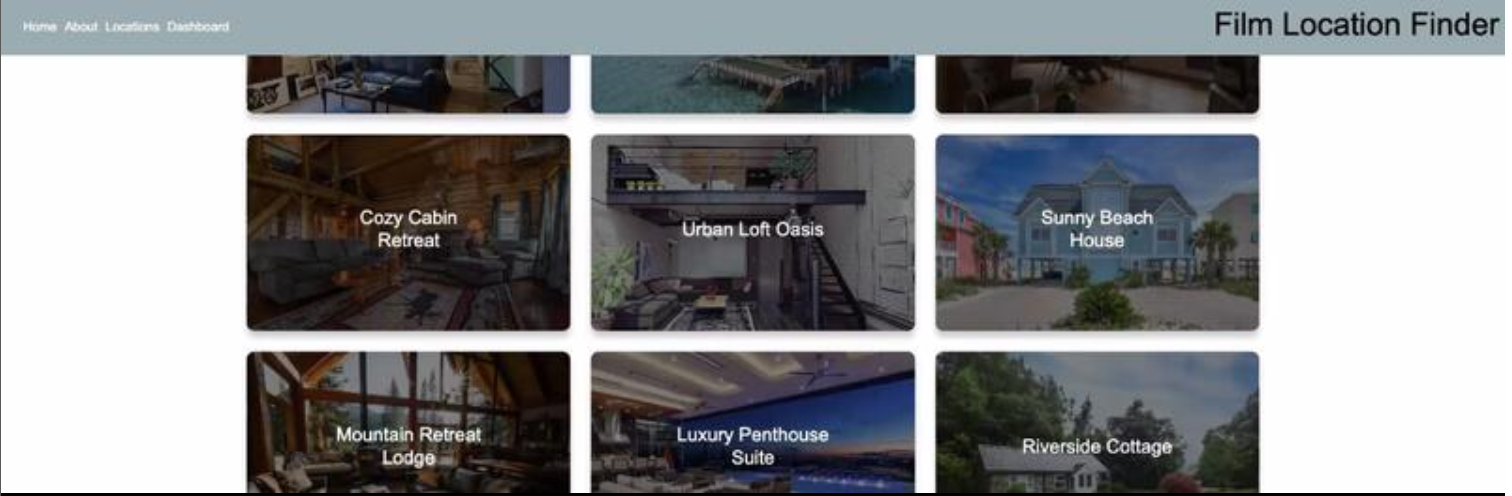 Home About Locations Dashboard
Film Location Finder
Cozy Cabin
Retreat
Urban Loft Oasis
Sunny Beach
House
Mountain Retreat
Lodge
Luxury Penthouse
Suite
Riverside Cottage